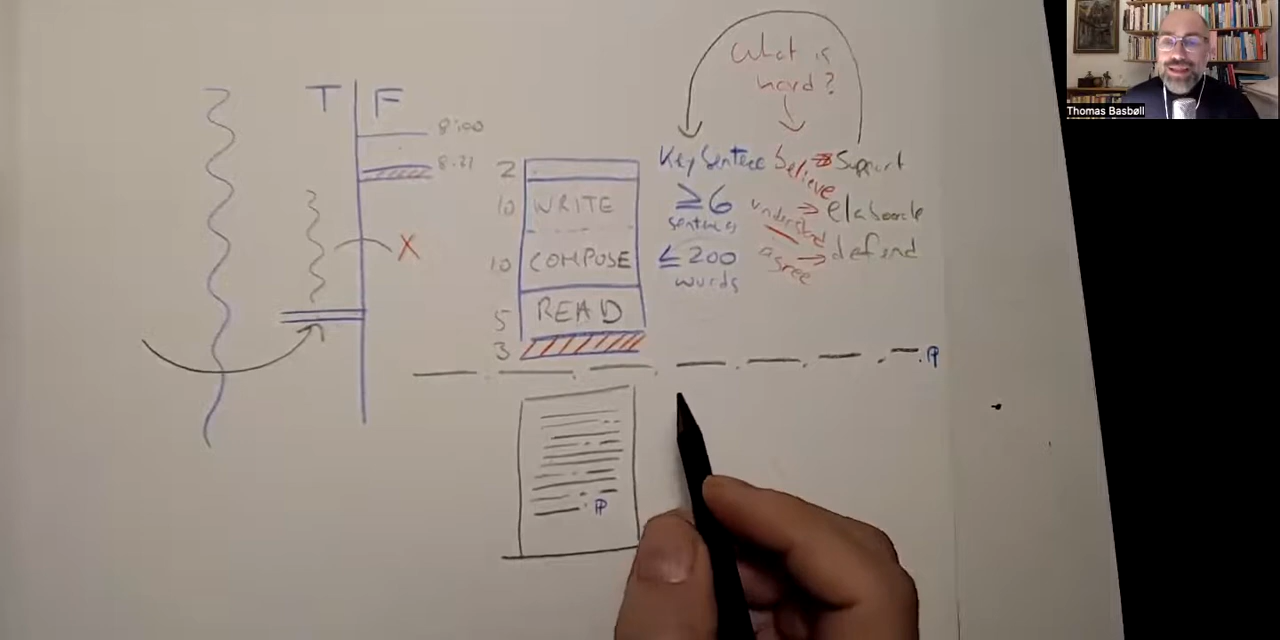 What is
hard?
T F
8:00
8:21
Key Sentence believe → Support
2
10 WRITE
≥6
sentences
understand → elaborate
10 COMPOSE
≤200
words
agree → defend
X
5 READ
3
P
P
Thomas Basbøll